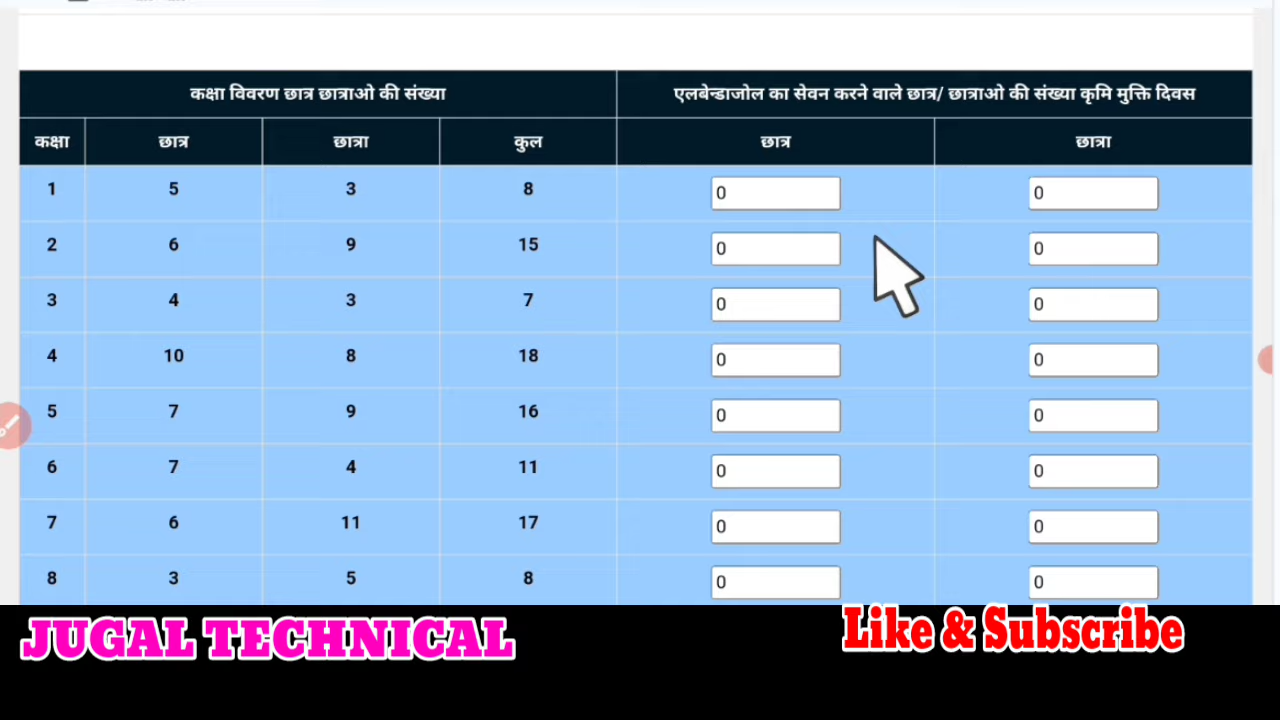 कक्षा विवरण छात्र छात्राओ की संख्या एलबेन्डाजोल का सेवन करने वाले छात्र/ छात्राओ की संख्या कृमि मुक्ति दिवस
कक्षा छात्र छात्रा कुल छात्र छात्रा
1 5 3 8 0 0
2 6 9 15 0 0
3 4 3 7 0 0
4 10 8 18 0 0
5 7 9 16 0 0
6 7 4 11 0 0
7 6 11 17 0 0
8 3 5 8 0 0
JUGAL TECHNICAL Like & Subscribe